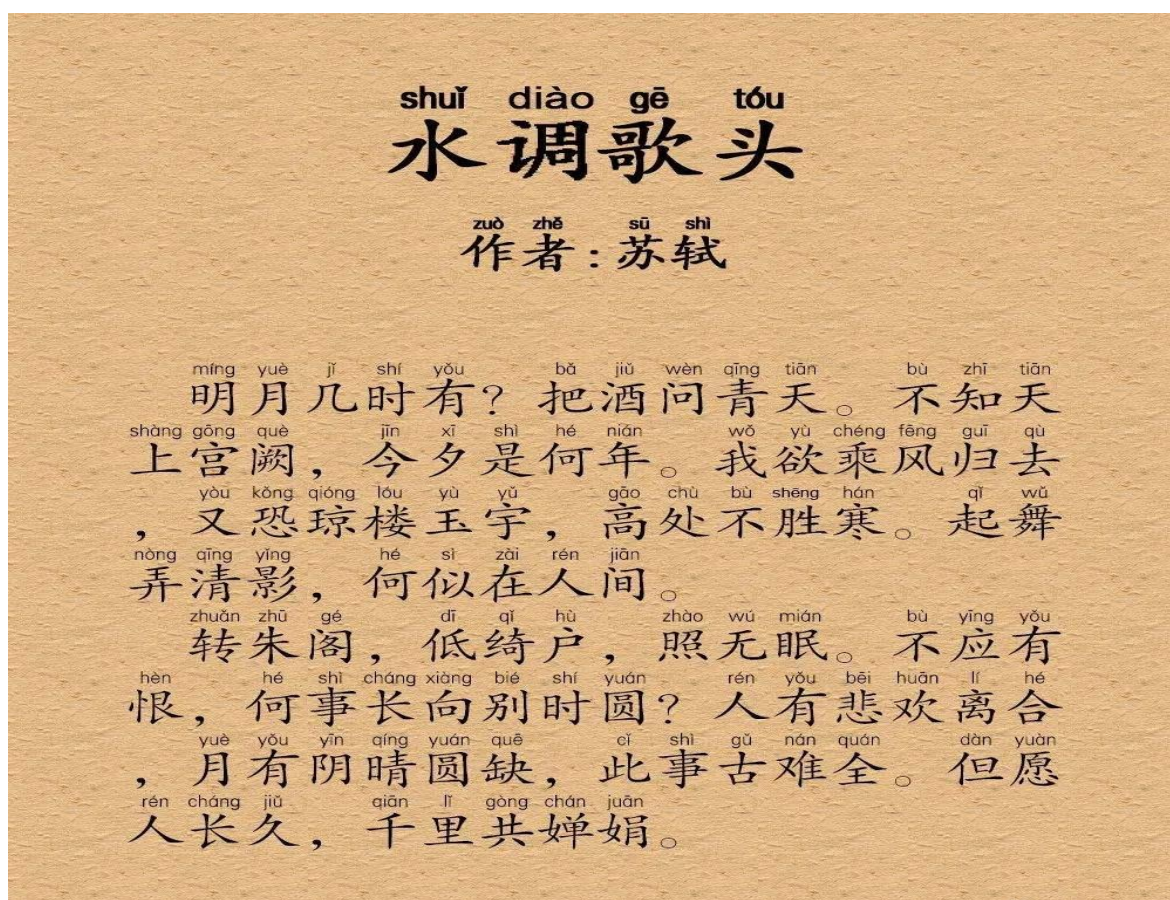 shuǐ diào gē tóu
水调歌头
zuò zhě sū shì
作者:苏轼
míng yuè jǐ shí yǒu bǎ jiǔ wèn qīng tiān bù zhī tiān
明月几时有?把酒问青天。不知天
shàng gōng què jīn xī shì hé nián wǒ yù chéng fēng guī qù
上宫阙,今夕是何年。我欲乘风归去
yòu kǒng qióng lóu yù yǔ gāo chù bù shēng hán qǐ wǔ
,又恐琼楼玉宇,高处不胜寒。起舞
nòng qīng yǐng hé sì zài rén jiān
弄清影,何似在人间。
zhuǎn zhū gé dī qǐ hù zhào wú mián bù yīng yǒu
转朱阁,低绮户,照无眠。不应有
hèn hé shì cháng xiàng bié shí yuán rén yǒu bēi huān lí hé
恨,何事长向别时圆?人有悲欢离合
yuè yǒu yīn qíng yuán quē cǐ shì gǔ nán quán dàn yuàn
,月有阴晴圆缺,此事古难全。但愿
rén cháng jiǔ qiān lǐ gòng chán juān
人长久,千里共婵娟。